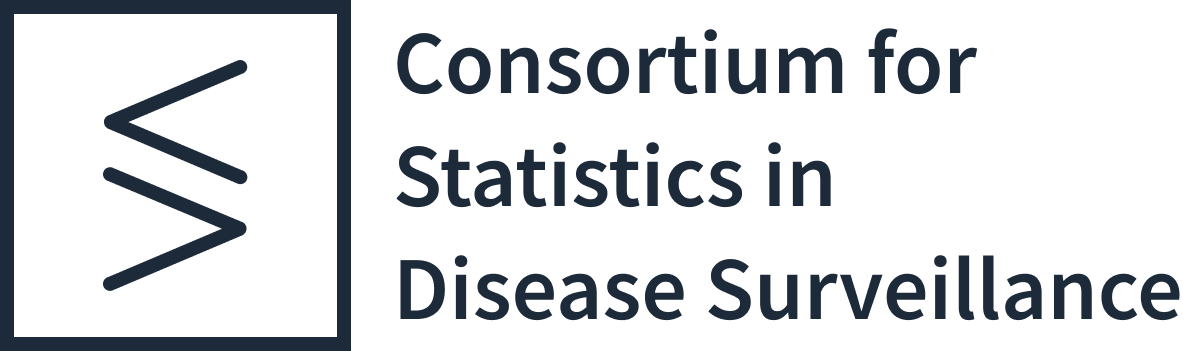 Consortium for
Statistics in
Disease Surveillance